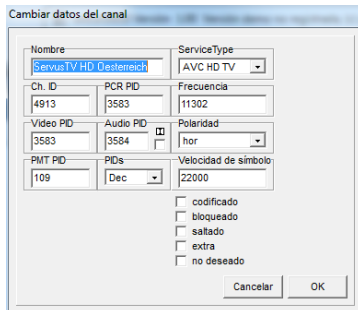 Cambiar datos del canal
Nombre ServiceType
ServusTV HD Oesterreich AVC HD TV
Ch. ID PCR PID Frecuencia
4913 3583 11302
Video PID Audio PID Polaridad
3583 3584 hor
PMT PID PIDs Velocidad de símbolo
109 Dec 22000
codificado
bloqueado
saltado
extra
no deseado
Cancelar OK